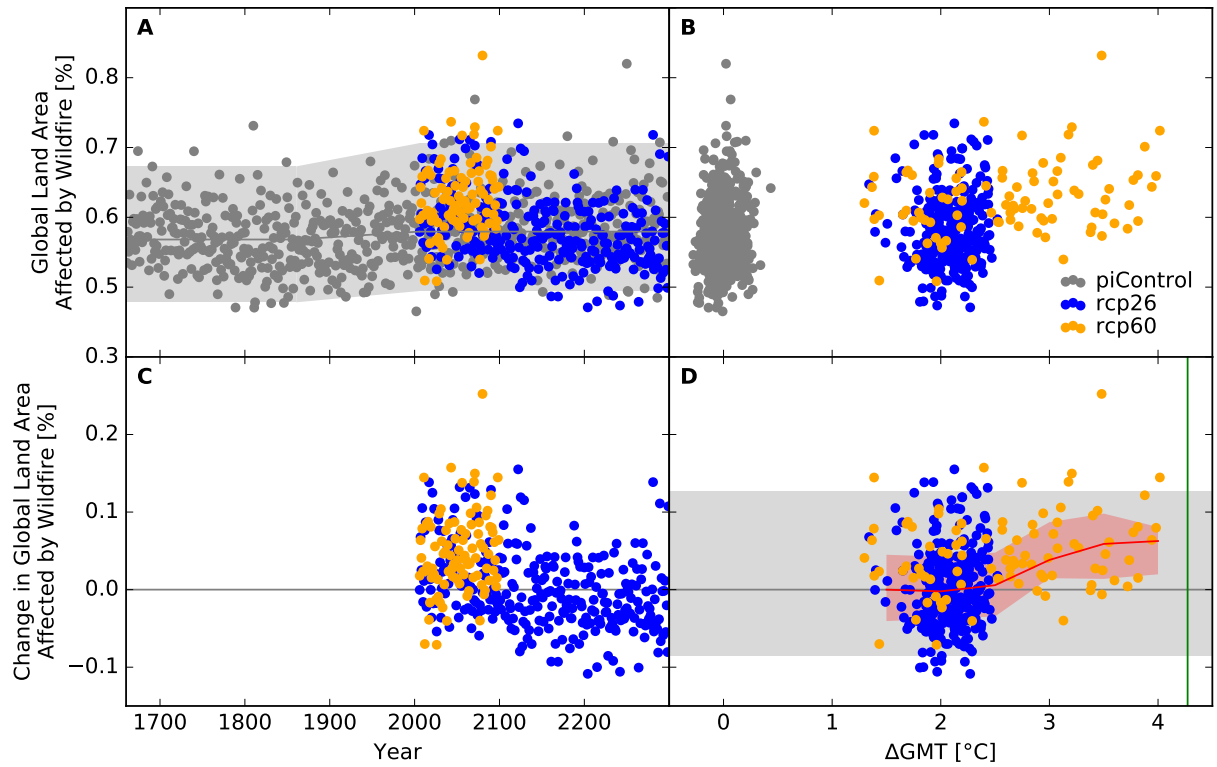 A
B
Global Land Area
Affected by Wildfire [%]
0.8
0.7
0.6
0.5
0.3
piControl
rcp26
rcp60
C
D
Change in Global Land Area
Affected by Wildfire [%]
0.2
0.1
0.0
−0.1
1700 1800 1900 2000 2100 2200
0 1 2 3 4
Year
ΔGMT [°C]